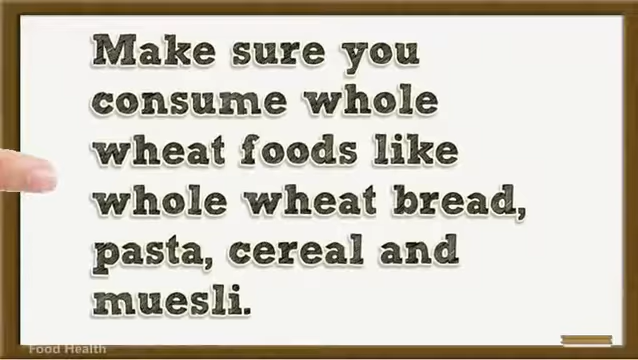 Make sure you
consume whole
wheat foods like
whole wheat bread,
pasta, cereal and
muesli.
Food Health